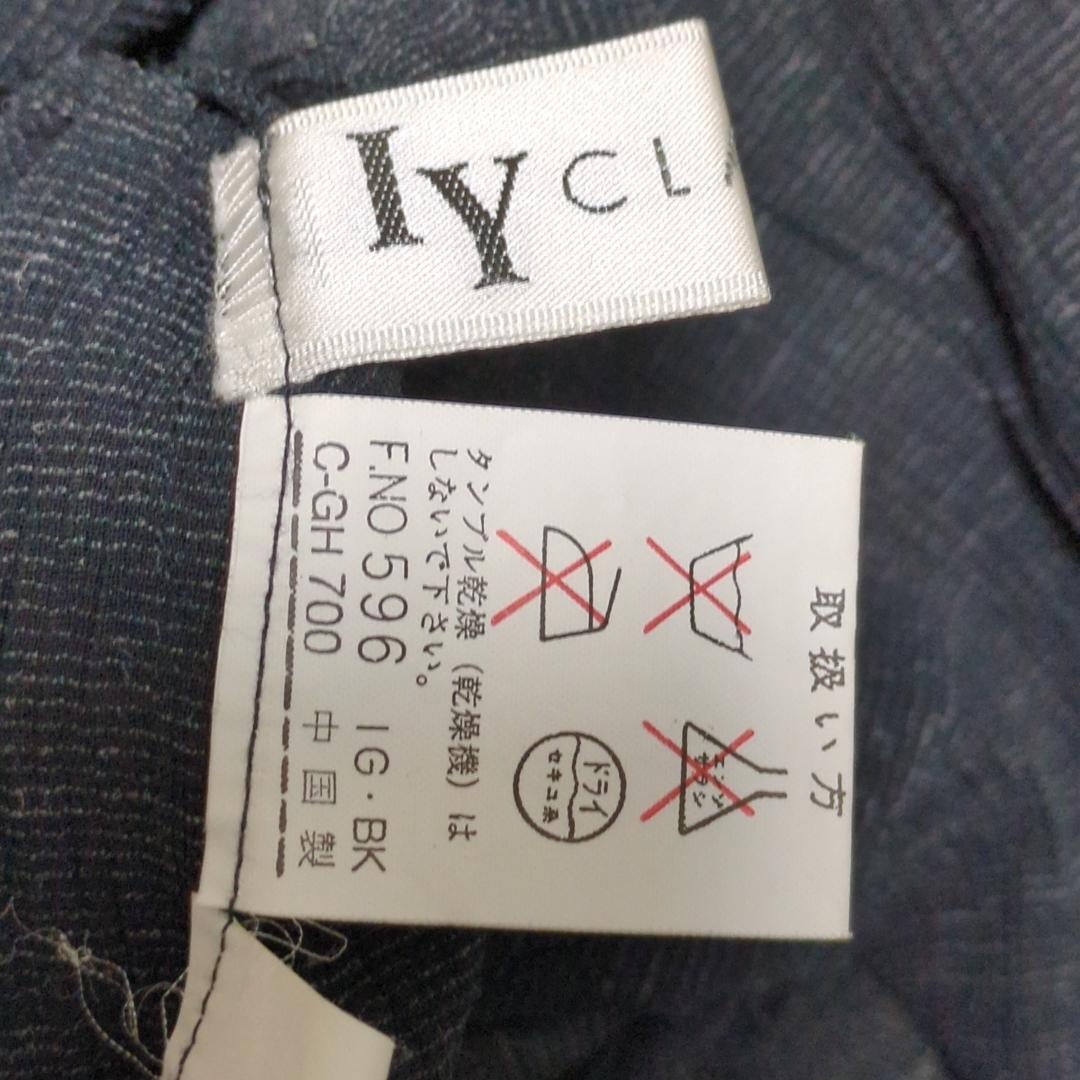 IY CL
取扱い方
エンソ
サラシ
ドライ
セキユ系
タンブル乾燥（乾燥機）は
しないで下さい。
F.NO 596 IG・BK
C-GH 700 中国製